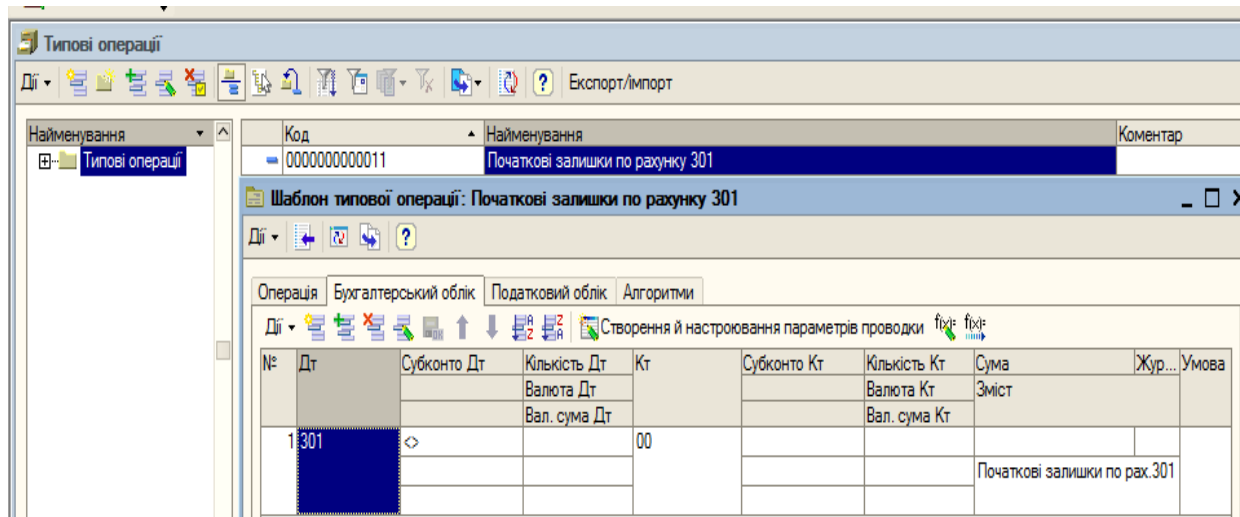 Типові операції
Дії Експорт/імпорт
Найменування Код Найменування Коментар
Типові операції 0000000000011 Початкові залишки по рахунку 301
Шаблон типової операції: Початкові залишки по рахунку 301
Дії
Операція Бухгалтерський облік Податковий облік Алгоритми
Дії Створення й настроювання параметрів проводки f(x): f(x):
№ Дт Субконто Дт Кількість Дт Кт Субконто Кт Кількість Кт Сума Жур... Умова
Валюта Дт Валюта Кт Зміст
Вал. сума Дт Вал. сума Кт
1 301 <> 00
Початкові залишки по рах.301